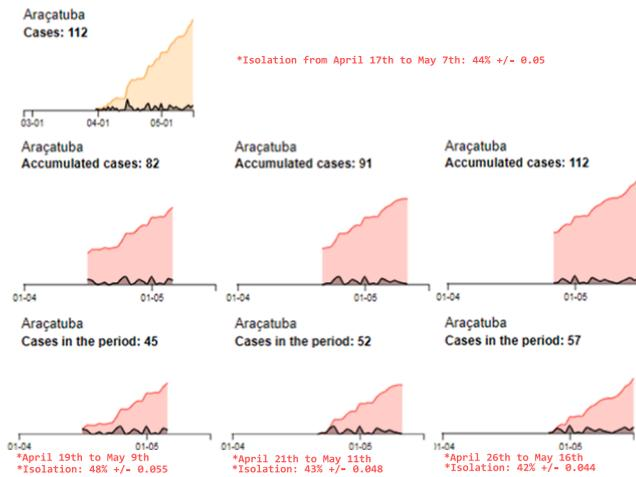 Araçatuba
Cases: 112
*Isolation from April 17th to May 7th: 44% +/- 0.05
03-01 04-01 05-01
Araçatuba
Accumulated cases: 82
Araçatuba
Accumulated cases: 91
Araçatuba
Accumulated cases: 112
01-04 01-05
01-04 01-05
01-04 01-05
Araçatuba
Cases in the period: 45
Araçatuba
Cases in the period: 52
Araçatuba
Cases in the period: 57
01-04 01-05
01-04 01-05
1-04 01-05
*April 19th to May 9th
*Isolation: 48% +/- 0.055
*April 21th to May 11th
*Isolation: 43% +/- 0.048
*April 26th to May 16th
*Isolation: 42% +/- 0.044